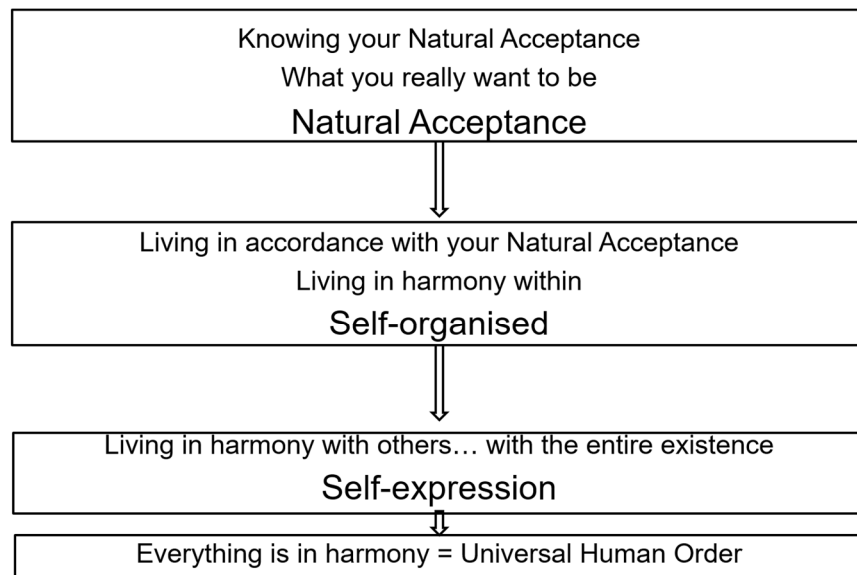 Knowing your Natural Acceptance
What you really want to be
Natural Acceptance
Living in accordance with your Natural Acceptance
Living in harmony within
Self-organised
Living in harmony with others… with the entire existence
Self-expression
Everything is in harmony = Universal Human Order